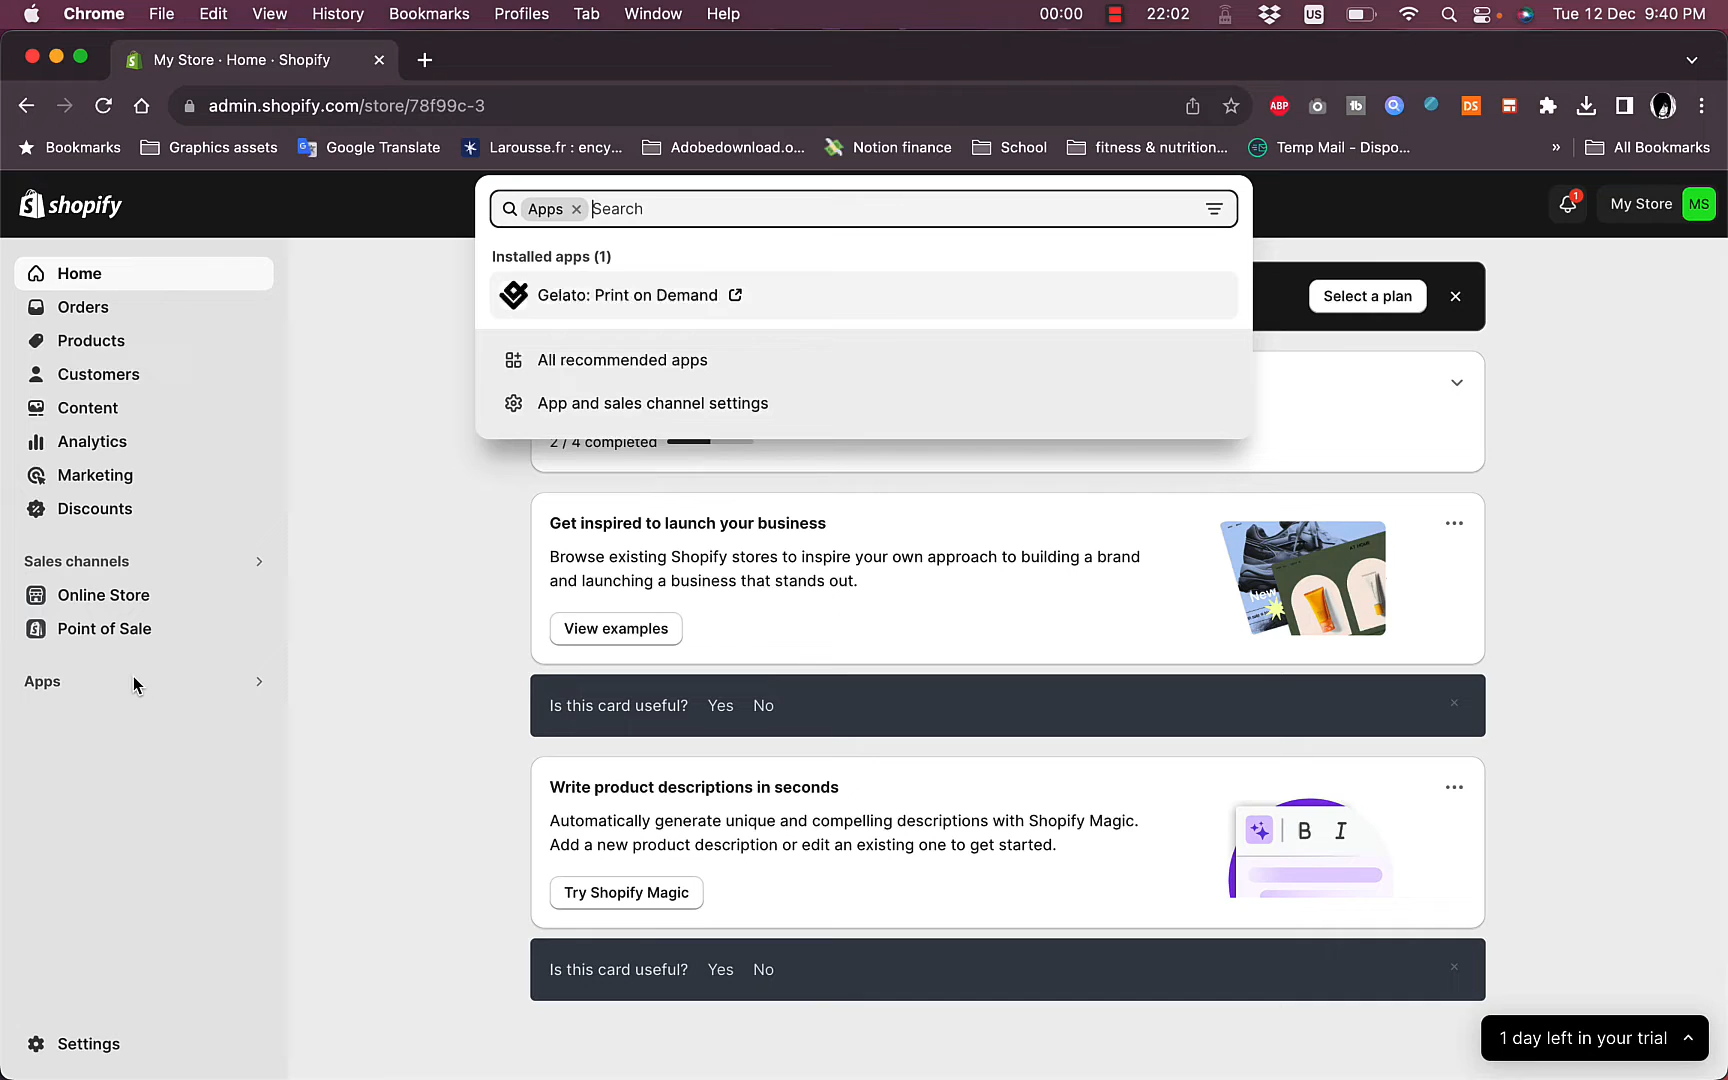 Chrome File Edit View History Bookmarks Profiles Tab Window Help 00:00 22:02 US Tue 12 Dec 9:40 PM
My Store · Home · Shopify
admin.shopify.com/store/78f99c-3 ABP DS
Bookmarks Graphics assets Google Translate Larousse.fr : ency... Adobedownload.o... Notion finance School fitness & nutrition... Temp Mail - Dispo... » All Bookmarks
shopify
Apps Search
1
My Store MS
Installed apps (1)
Gelato: Print on Demand
All recommended apps
App and sales channel settings
Select a plan
2 / 4 completed
Home
Orders
Products
Customers
Content
Analytics
Marketing
Discounts
Sales channels
Online Store
Point of Sale
Apps
Settings
Get inspired to launch your business
Browse existing Shopify stores to inspire your own approach to building a brand
and launching a business that stands out.
View examples
New
Is this card useful? Yes No
Write product descriptions in seconds
Automatically generate unique and compelling descriptions with Shopify Magic.
Add a new product description or edit an existing one to get started.
Try Shopify Magic
B I
Is this card useful? Yes No
1 day left in your trial